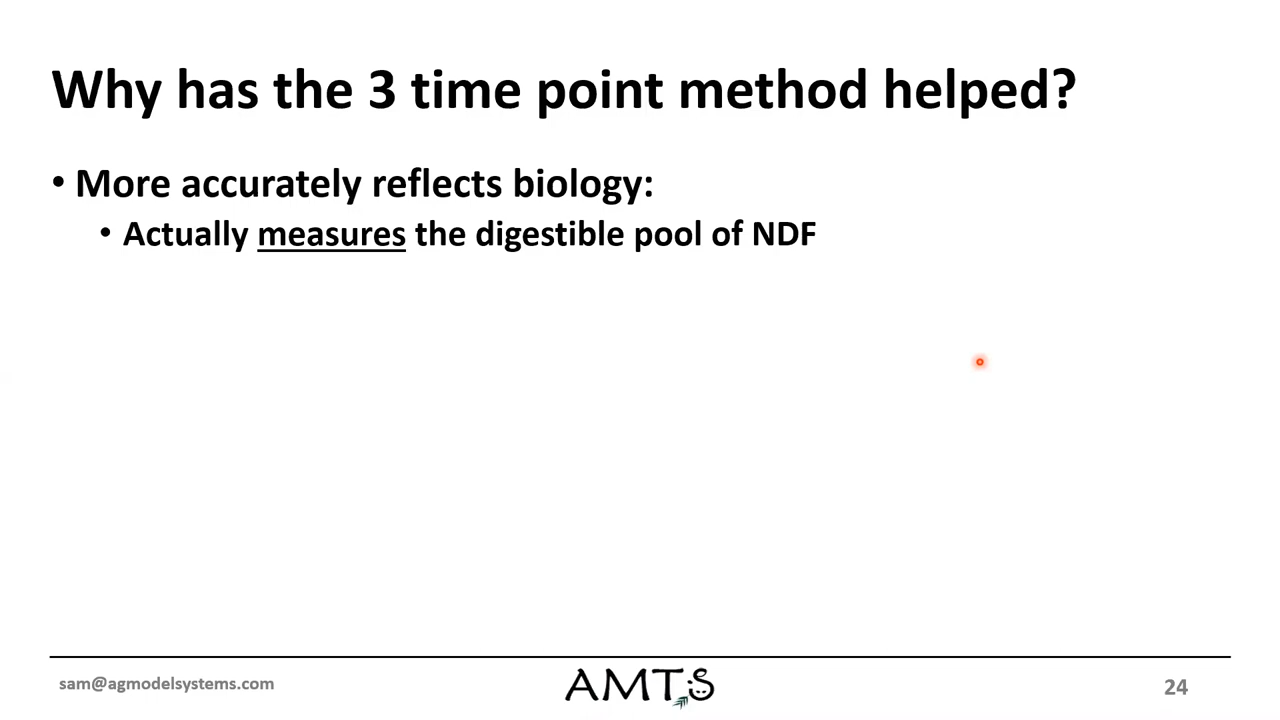 Why has the 3 time point method helped?
• More accurately reflects biology:
• Actually measures the digestible pool of NDF
sam@agmodelsystems.com
AMTS
24